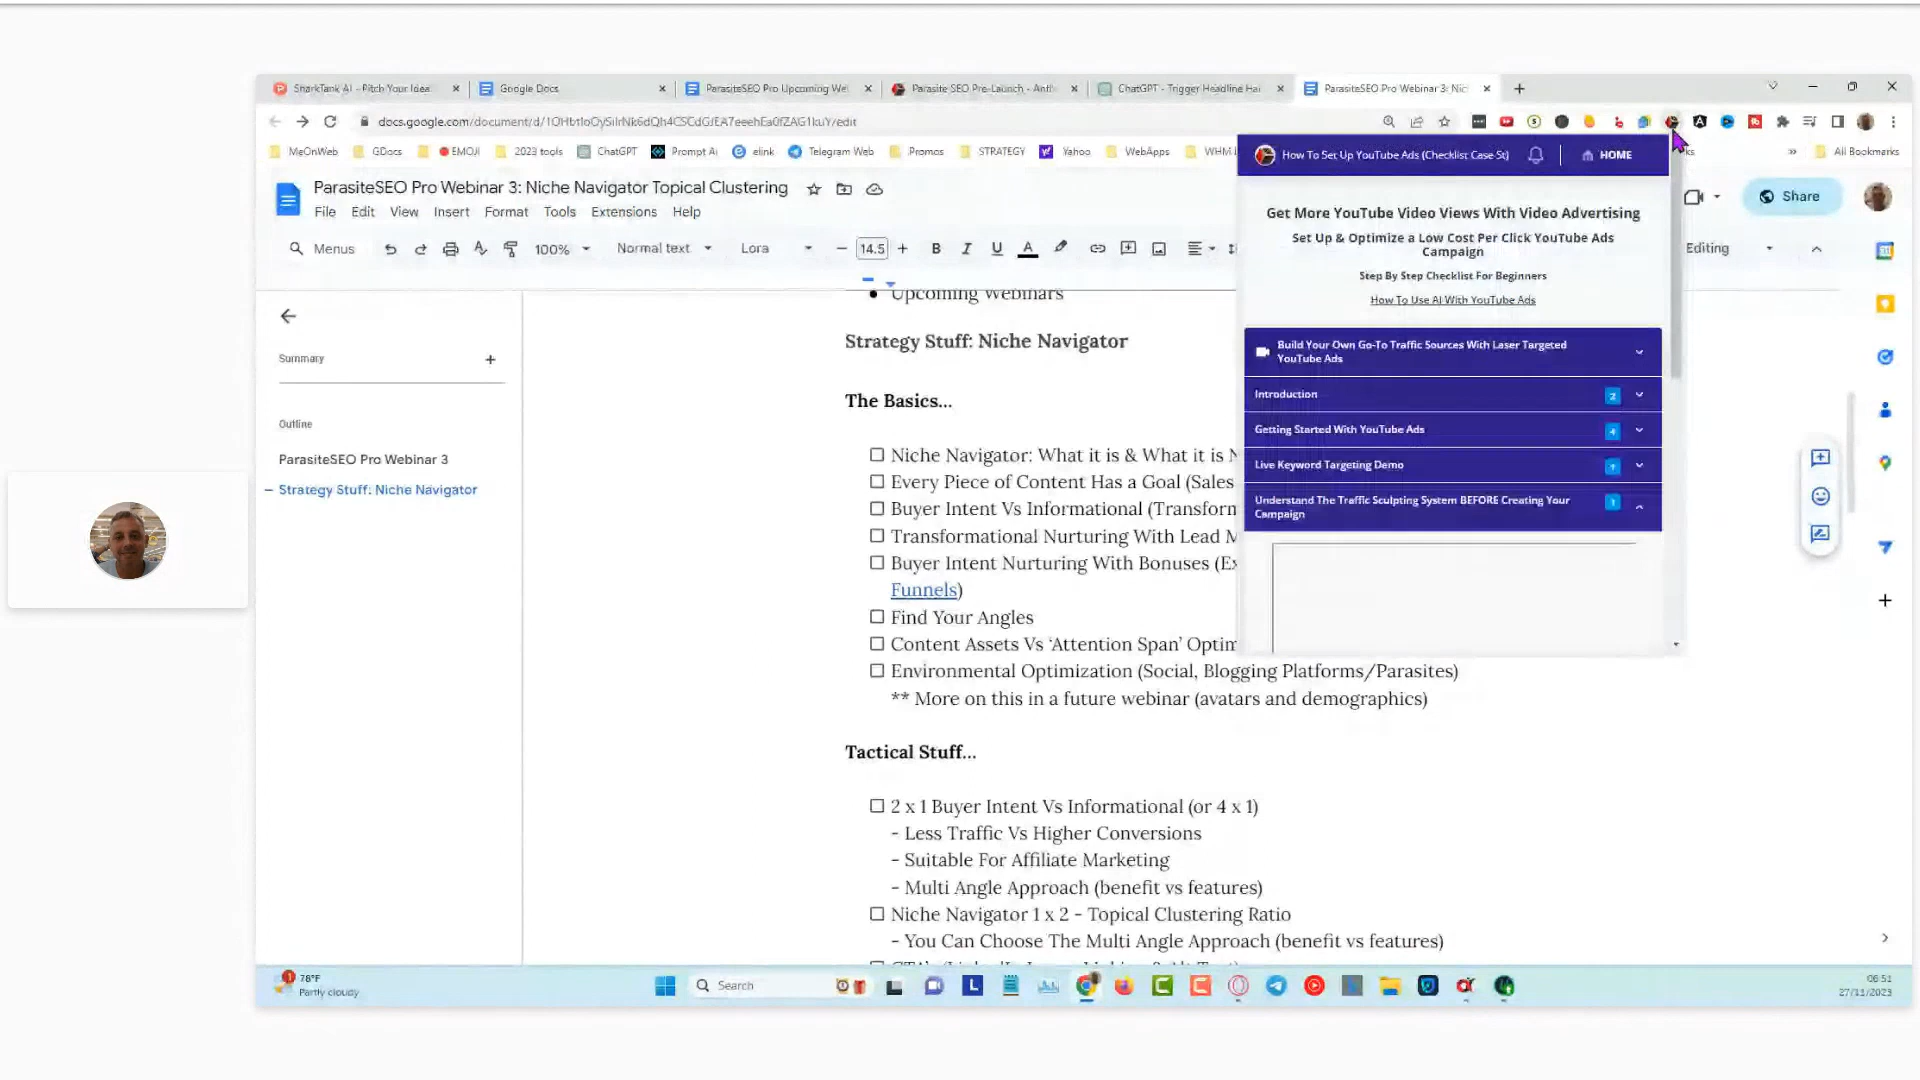 SharkTank AI - Pitch Your Idea
Google Docs
ParasiteSEO Pro Upcoming We
Parasite SEO Pre-Launch - Anti
ChatGPT - Trigger Headline Hai
ParasiteSEO Pro Webinar 3: Nic
MeOnWeb
GDocs
EMOJI
2023 tools
ChatGPT
Prompt Ai
elink
Telegram Web
Promos
STRATEGY
Yahoo
WebApps
WHM
All Bookmarks
How To Set Up YouTube Ads (Checklist Case St)
HOME
ParasiteSEO Pro Webinar 3: Niche Navigator Topical Clustering
Share
File Edit View Insert Format Tools Extensions Help
Menus
100%
Normal text
Lora
14.5
B I U A
Editing
Get More YouTube Video Views With Video Advertising
Set Up & Optimize a Low Cost Per Click YouTube Ads
Campaign
Step By Step Checklist For Beginners
How To Use AI With YouTube Ads
Build Your Own Go-To Traffic Sources With Laser Targeted
YouTube Ads
Introduction 2
Getting Started With YouTube Ads 4
Live Keyword Targeting Demo 1
Understand The Traffic Sculpting System BEFORE Creating Your 1
Campaign
Summary
Outline
ParasiteSEO Pro Webinar 3
Strategy Stuff: Niche Navigator
Upcoming Webinars
Strategy Stuff: Niche Navigator
The Basics...
Niche Navigator: What it is & What it is N
Every Piece of Content Has a Goal (Sales
Buyer Intent Vs Informational (Transform
Transformational Nurturing With Lead M
Buyer Intent Nurturing With Bonuses (Ex
Funnels)
Find Your Angles
Content Assets Vs ‘Attention Span’ Optim
Environmental Optimization (Social, Blogging Platforms/Parasites)
** More on this in a future webinar (avatars and demographics)
Tactical Stuff...
2 x 1 Buyer Intent Vs Informational (or 4 x 1)
- Less Traffic Vs Higher Conversions
- Suitable For Affiliate Marketing
- Multi Angle Approach (benefit vs features)
Niche Navigator 1 x 2 - Topical Clustering Ratio
- You Can Choose The Multi Angle Approach (benefit vs features)
1
78°F
Partly cloudy
Search
06:51
27/11/2023